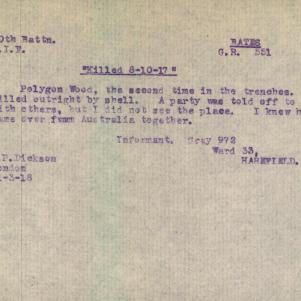 0th Battn. BATES
.I.F. G.R. 551
"Killed 8-10-17"
Polygon Wood, the second time in the trenches.
illed outright by shell. A party was told off to
ith others, but I did not see the place. I knew h
ame over from Australia together.
Informant. Gray 972
Ward 33,
HAREFIELD.
.P.Dickson
ondon
-3-18